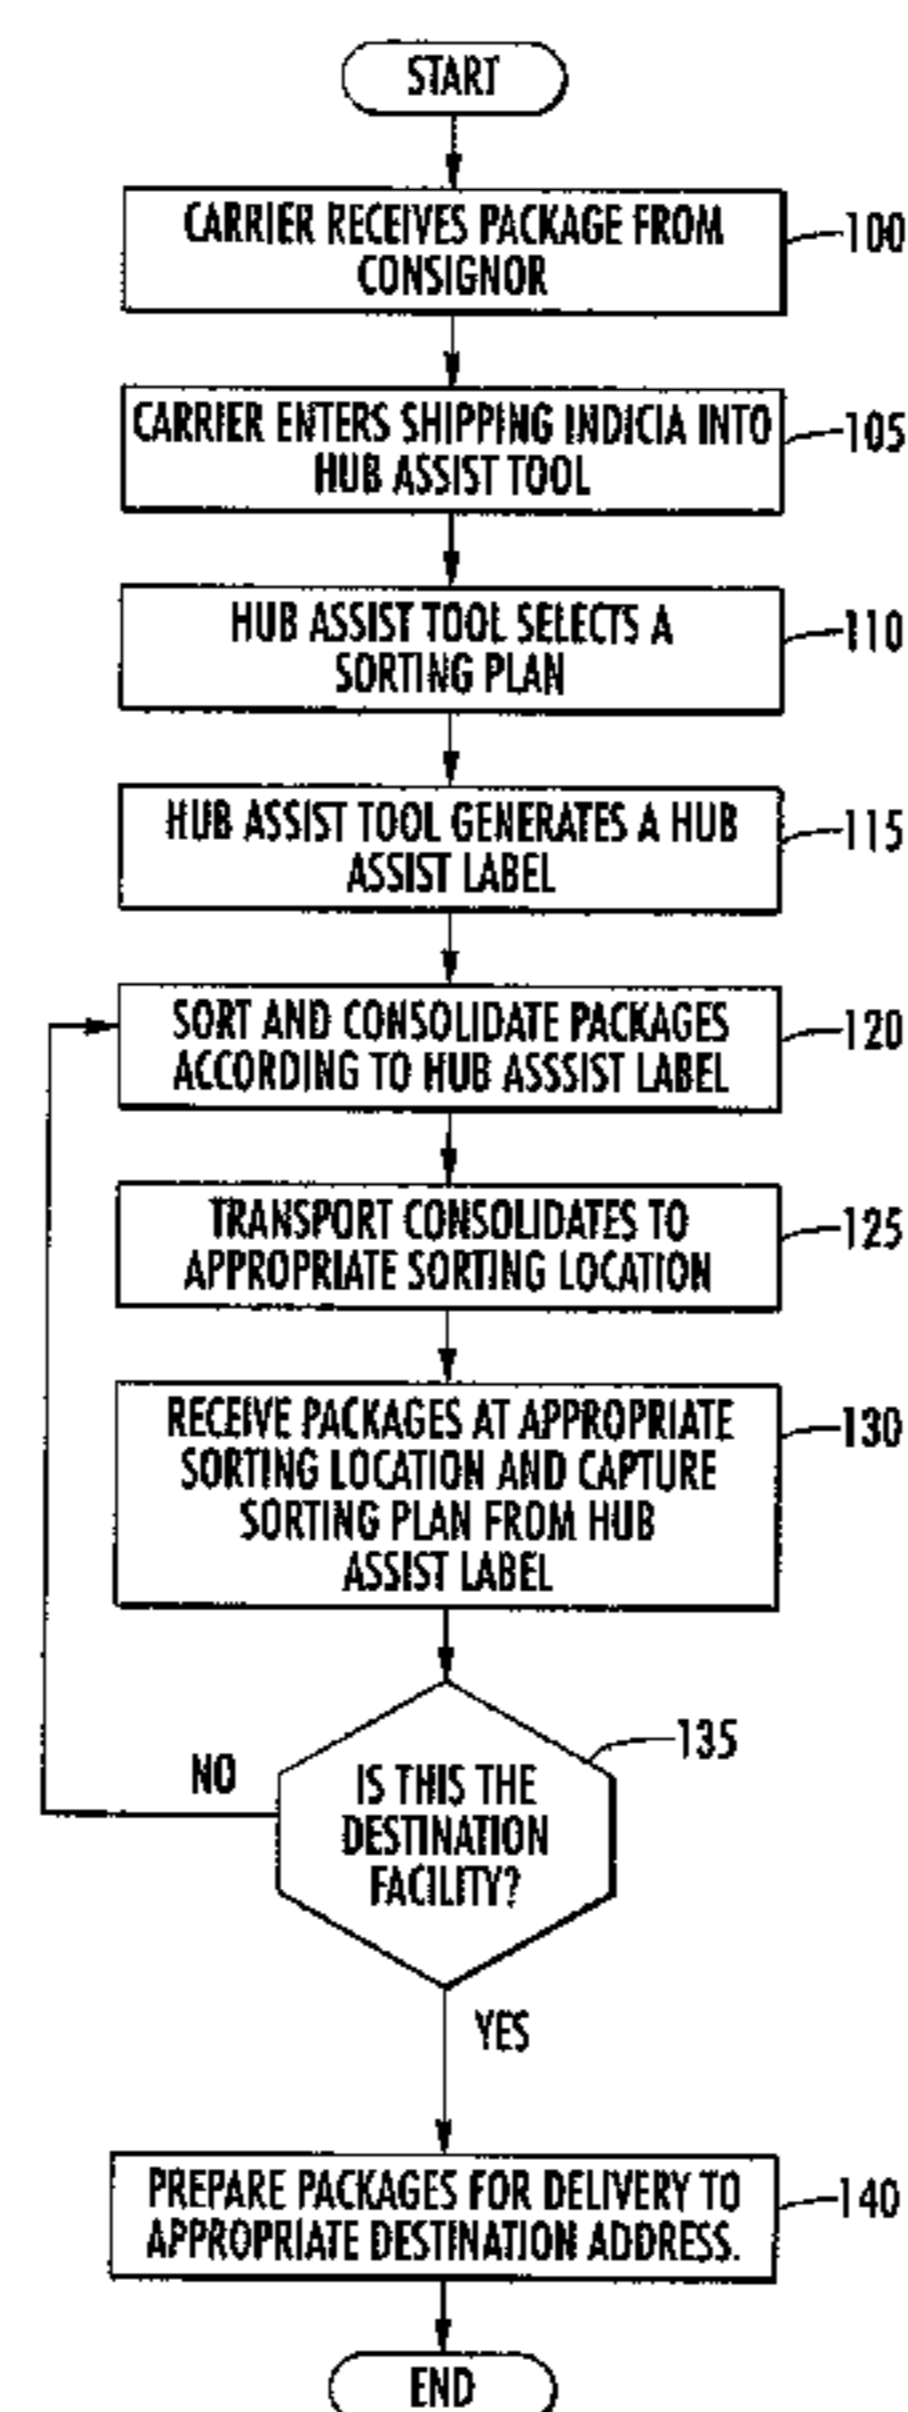 START
CARRIER RECEIVES PACKAGE FROM
CONSIGNOR
100
CARRIER ENTERS SHIPPING INDICIA INTO
HUB ASSIST TOOL
105
HUB ASSIST TOOL SELECTS A
SORTING PLAN
110
HUB ASSIST TOOL GENERATES A HUB
ASSIST LABEL
115
SORT AND CONSOLIDATE PACKAGES
ACCORDING TO HUB ASSSIST LABEL
120
TRANSPORT CONSOLIDATES TO
APPROPRIATE SORTING LOCATION
125
RECEIVE PACKAGES AT APPROPRIATE
SORTING LOCATION AND CAPTURE
SORTING PLAN FROM HUB
ASSIST LABEL
130
135
NO
IS THIS THE
DESTINATION
FACILITY?
YES
PREPARE PACKAGES FOR DELIVERY TO
APPROPRIATE DESTINATION ADDRESS.
140
END